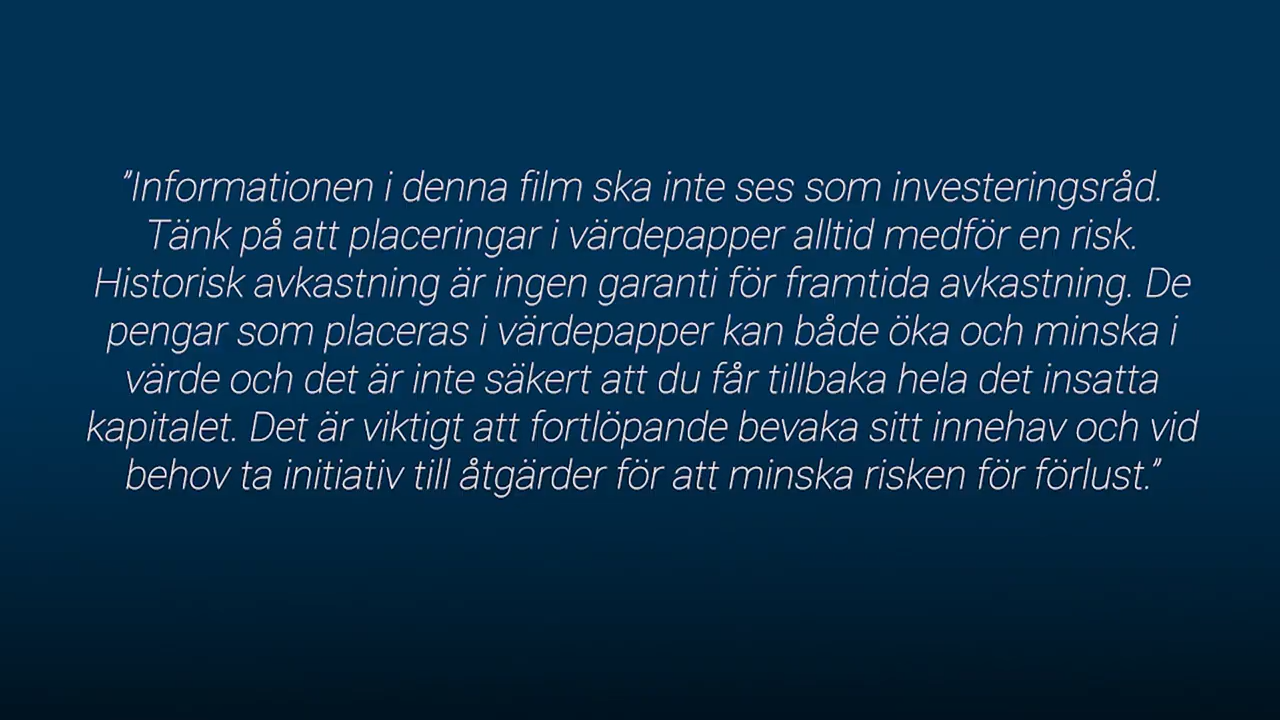 ”Informationen i denna film ska inte ses som investeringsråd.
Tänk på att placeringar i värdepapper alltid medför en risk.
Historisk avkastning är ingen garanti för framtida avkastning. De
pengar som placeras i värdepapper kan både öka och minska i
värde och det är inte säkert att du får tillbaka hela det insatta
kapitalet. Det är viktigt att fortlöpande bevaka sitt innehav och vid
behov ta initiativ till åtgärder för att minska risken för förlust.”